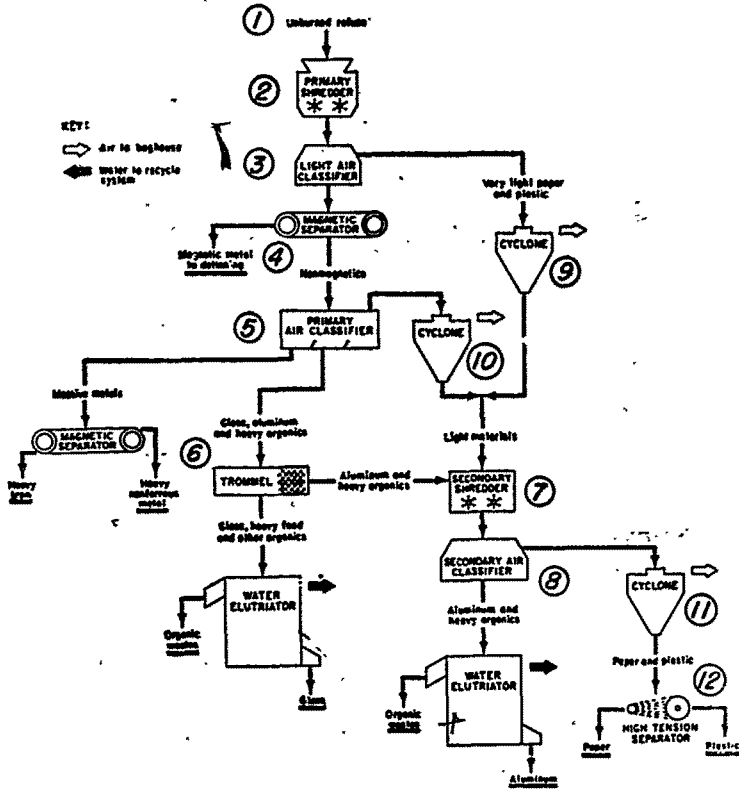 1
Unburned refuse
2
PRIMARY
SHREDDER
KEY:
Air to baghouse
Water to recycle
system
3
LIGHT AIR
CLASSIFIER
Very light paper
and plastic
MAGNETIC
SEPARATOR
4
Magnetic metal
to detinning
CYCLONE
9
Nonmagnetics
5
PRIMARY
AIR CLASSIFIER
CYCLONE
10
Massive metals
Glass, aluminum
and heavy organics
Light materials
MAGNETIC
SEPARATOR
6
Heavy
iron
Heavy
nonferrous
metal
TROMMEL
Aluminum and
heavy organics
SECONDARY
SHREDDER
7
Glass, heavy food
and other organics
SECONDARY AIR
CLASSIFIER
8
WATER
ELUTRIATOR
CYCLONE
11
Aluminum and
heavy organics
Organic
wastes
Glass
Paper and plastic
12
WATER
ELUTRIATOR
Organic
wastes
HIGH TENSION
SEPARATOR
Paper
Plastic
Aluminum